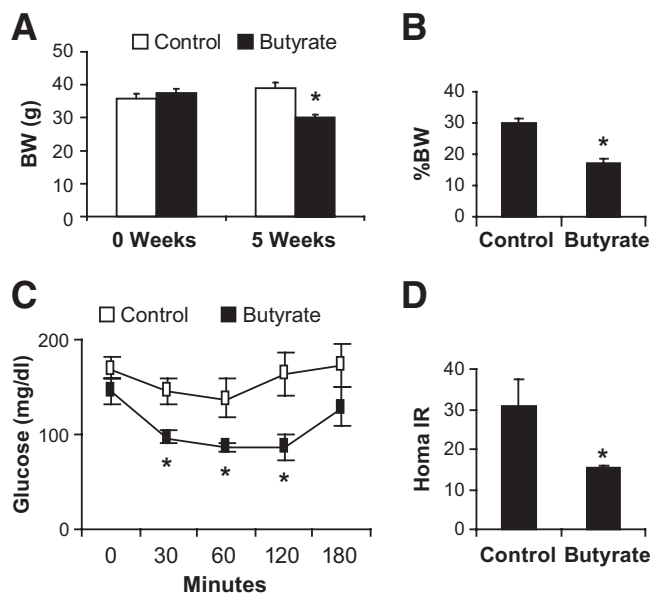 A
Control Butyrate
BW (g)
50
40
30
20
10
0
*
0 Weeks 5 Weeks
B
%BW
40
30
20
10
0
*
Control Butyrate
C
Control Butyrate
Glucose (mg/dl)
200
100
0
* * *
0 30 60 120 180
Minutes
D
Homa IR
40
30
15
10
0
*
Control Butyrate